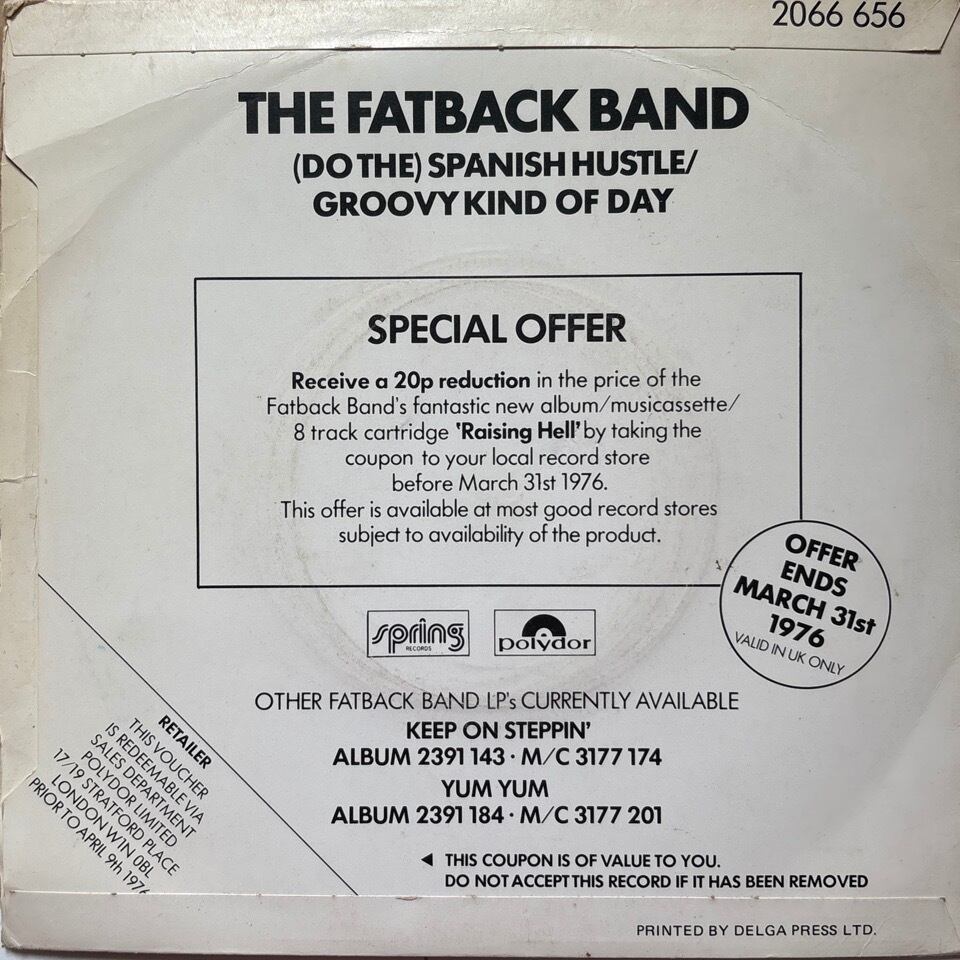 2066 656
THE FATBACK BAND
(DO THE) SPANISH HUSTLE/
GROOVY KIND OF DAY
SPECIAL OFFER
Receive a 20p reduction in the price of the
Fatback Band's fantastic new album/musicassette/
8 track cartridge 'Raising Hell' by taking the
coupon to your local record store
before March 31st 1976.
This offer is available at most good record stores
subject to availability of the product.
OFFER
ENDS
MARCH 31st
1976
VALID IN UK ONLY
spring
RECORDS
polydor
OTHER FATBACK BAND LP's CURRENTLY AVAILABLE
KEEP ON STEPPIN'
ALBUM 2391 143 · M/C 3177 174
YUM YUM
ALBUM 2391 184 · M/C 3177 201
RETAILER
THIS VOUCHER
IS REDEEMABLE VIA
SALES DEPARTMENT
POLYDOR LIMITED
17/19 STRATFORD PLACE
LONDON W1N 0BL
PRIOR TO APRIL 9th 1976
◀ THIS COUPON IS OF VALUE TO YOU.
DO NOT ACCEPT THIS RECORD IF IT HAS BEEN REMOVED
PRINTED BY DELGA PRESS LTD.